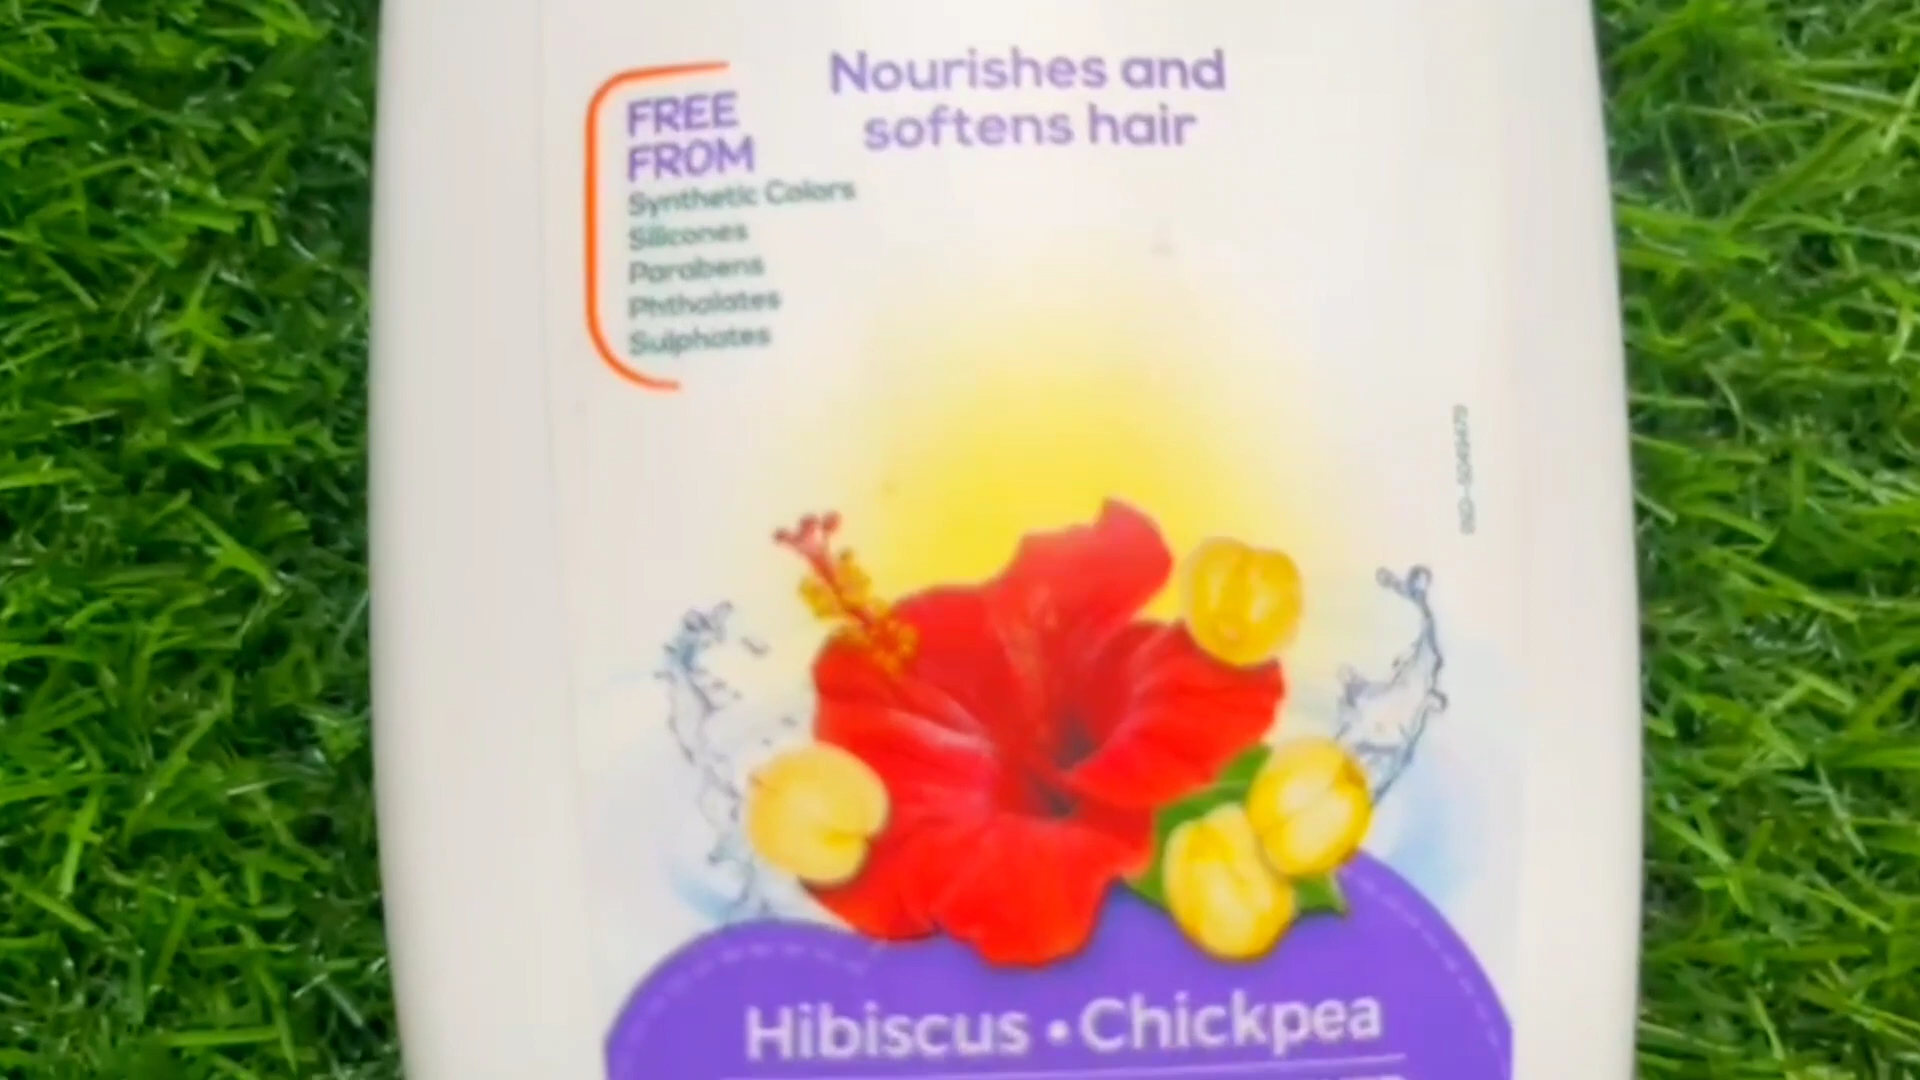 Nourishes and
softens hair
FREE
FROM
Synthetic Colors
Silicones
Parabens
Phthalates
Sulphates
Hibiscus • Chickpea